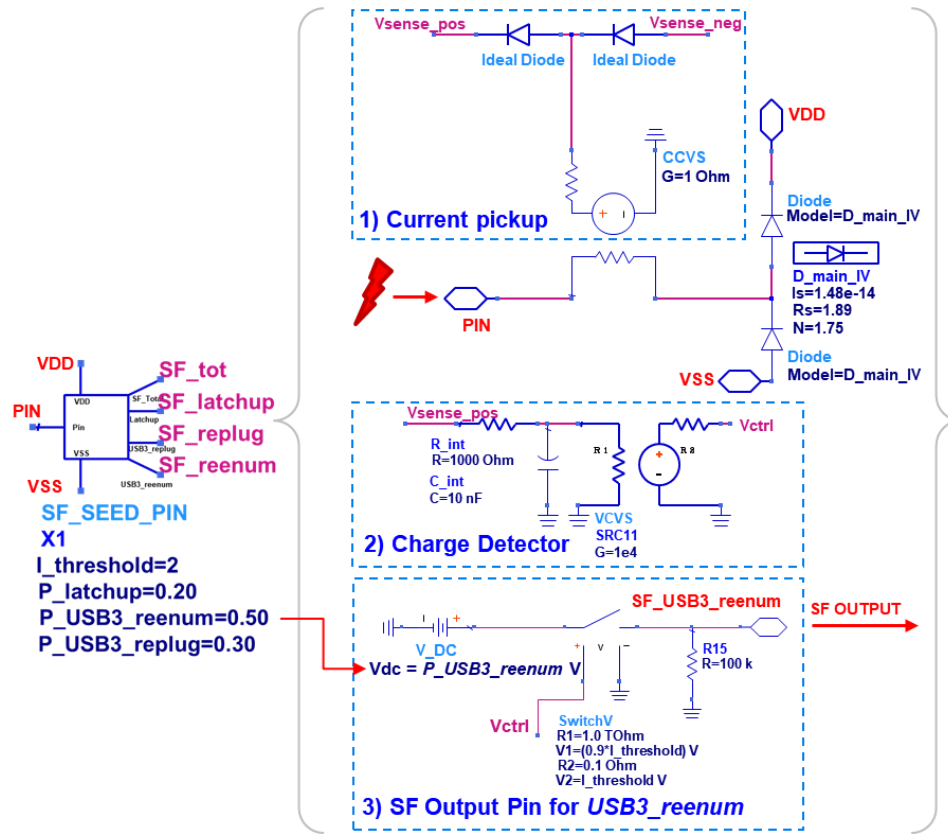 Vsense_pos
Vsense_neg
Ideal Diode
Ideal Diode
CCVS
G=1 Ohm
+
–
1) Current pickup
VDD
Diode
Model=D_main_IV
D_main_IV
Is=1.48e-14
Rs=1.89
N=1.75
PIN
VSS
Diode
Model=D_main_IV
VDD
PIN
VSS
VDD
Pin
VSS
SF_Total
Latchup
USB3_replug
USB3_reenum
SF_tot
SF_latchup
SF_replug
SF_reenum
SF_SEED_PIN
X1
I_threshold=2
P_latchup=0.20
P_USB3_reenum=0.50
P_USB3_replug=0.30
Vsense_pos
R_int
R=1000 Ohm
C_int
C=10 nF
R 1
+
–
R 2
Vctrl
VCVS
SRC11
G=1e4
2) Charge Detector
SF_USB3_reenum
– +
V_DC
Vdc = P_USB3_reenum V
+ v –
R15
R=100 k
Vctrl
SwitchV
R1=1.0 TOhm
V1=(0.9*I_threshold) V
R2=0.1 Ohm
V2=I_threshold V
3) SF Output Pin for USB3_reenum
SF OUTPUT